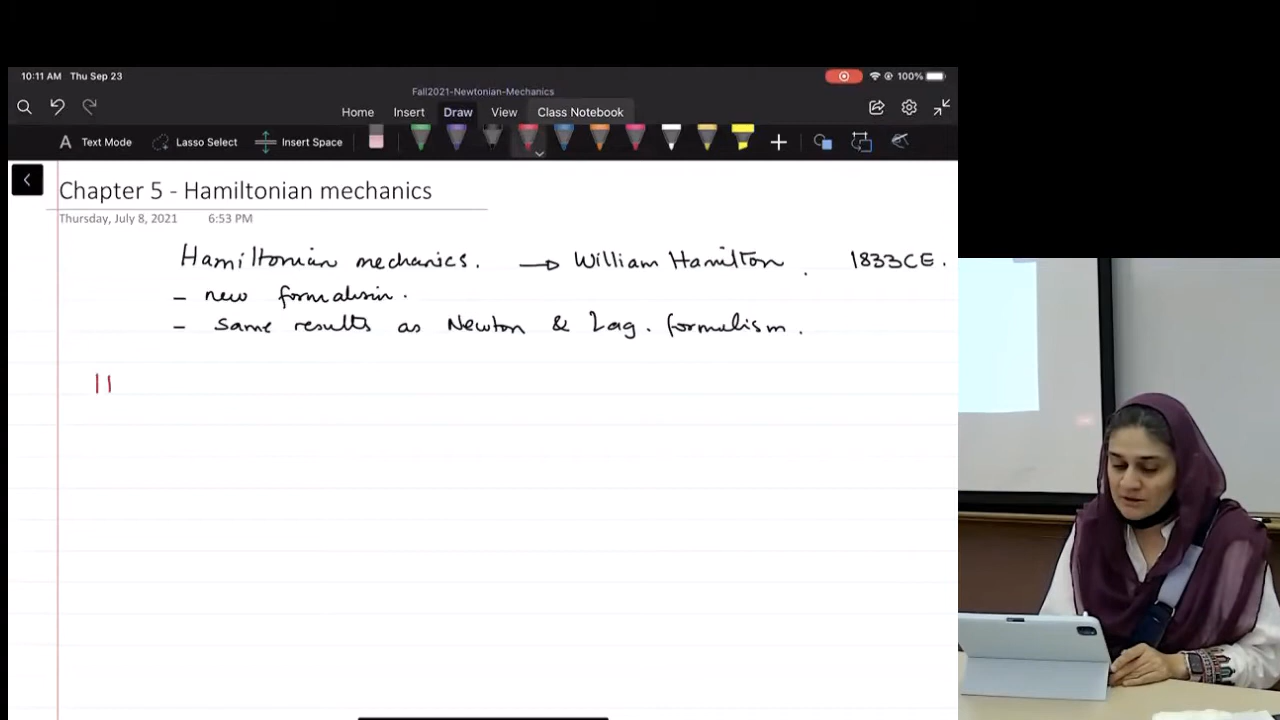 10:11 AM Thu Sep 23 100%
Fall2021-Newtonian-Mechanics
Home Insert Draw View Class Notebook
A Text Mode Lasso Select Insert Space
Chapter 5 - Hamiltonian mechanics
Thursday, July 8, 2021 6:53 PM
Hamiltonian mechanics. → William Hamilton. 1833CE.
- new formalism.
- Same results as Newton & Lag. formalism.